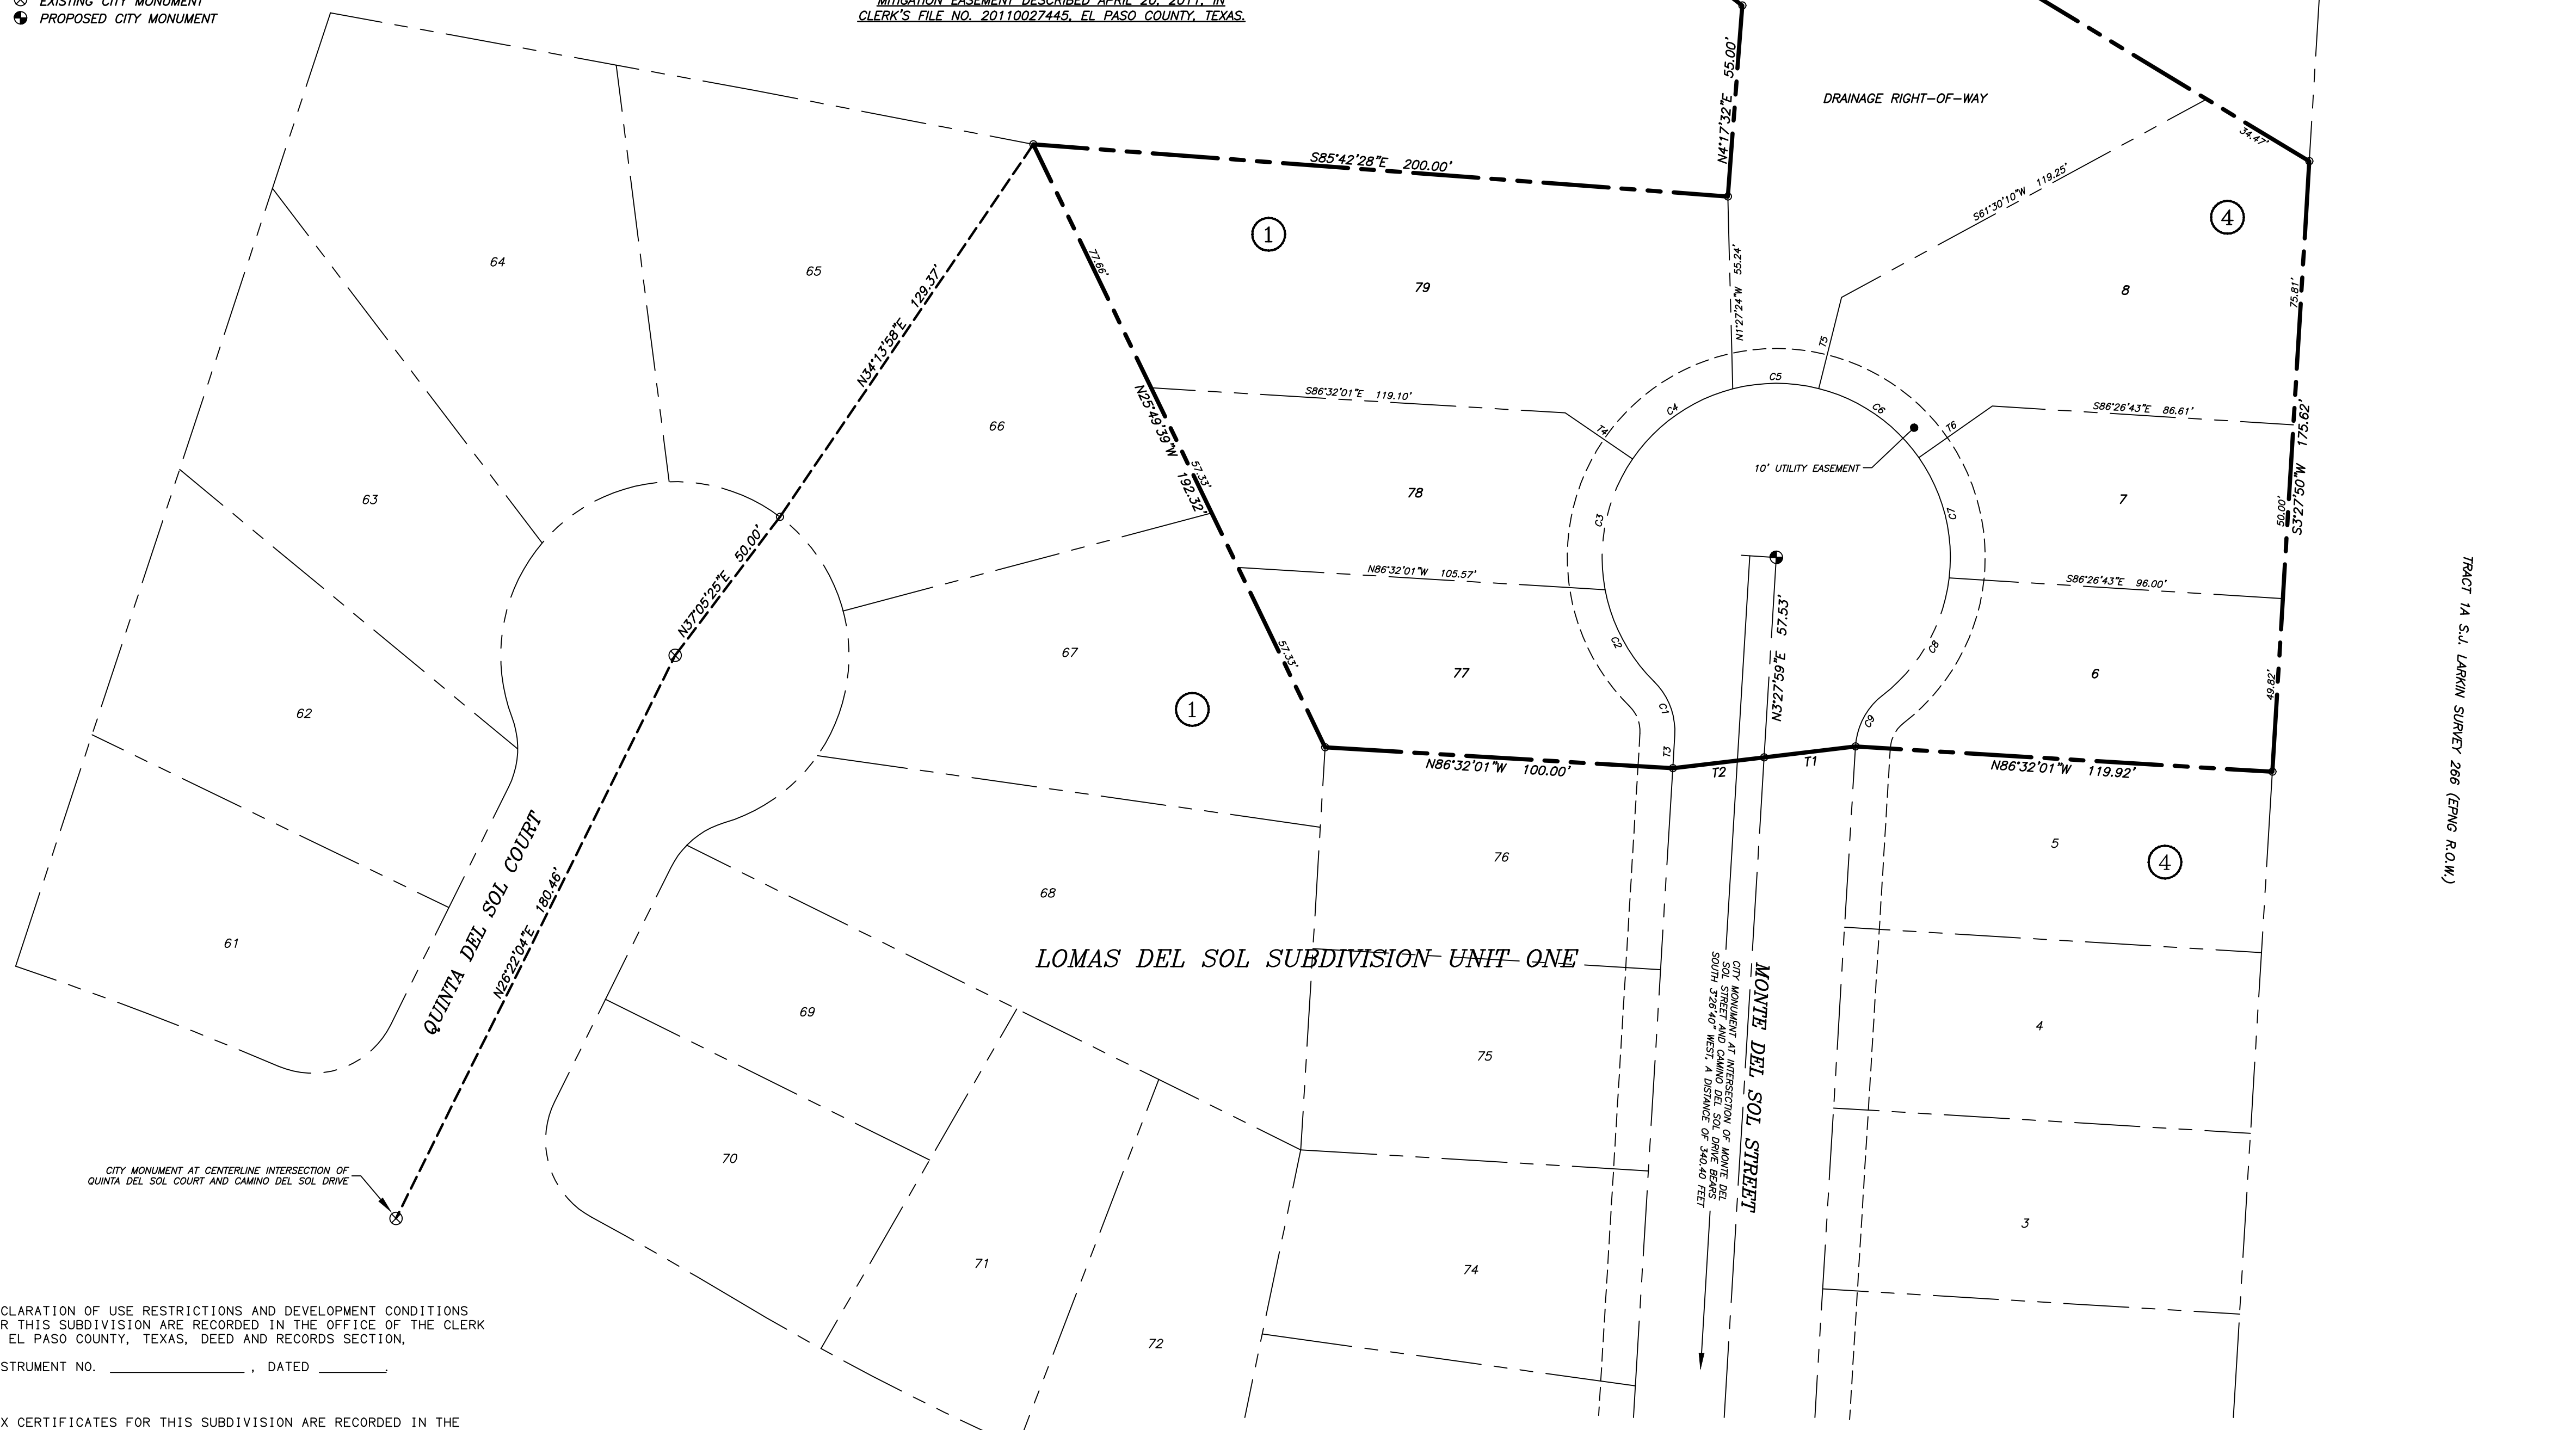 EXISTING CITY MONUMENT
PROPOSED CITY MONUMENT
MITIGATION EASEMENT DESCRIBED APRIL 20, 2011, IN
CLERK'S FILE NO. 20110027445, EL PASO COUNTY, TEXAS.
N4°17'32"E 55.00'
DRAINAGE RIGHT-OF-WAY
34.47'
S85°42'28"E 200.00'
S61°30'10"W 119.25'
1
4
64
65
77.66'
79
N1°27'24"W 55.24'
8
75.81'
N34°13'58"E 129.37'
T5
C5
S86°32'01"E 119.10'
C4
C6
S86°26'43"E 86.61'
T4
T6
66
N25°49'39"W 192.32'
57.33'
10' UTILITY EASEMENT
S3°27'50"W 175.62'
63
78
7
50.00'
C3
C7
N37°05'25"E 50.00'
N86°32'01"W 105.57'
S86°26'43"E 96.00'
TRACT 1A S.J. LARKIN SURVEY 266 (EPNG R.O.W.)
N3°27'59"E 57.53'
67
57.33'
77
C2
C8
6
49.82'
62
1
C1
C9
T3
T2
T1
N86°32'01"W 100.00'
N86°32'01"W 119.92'
QUINTA DEL SOL COURT
N26°22'04"E 180.46'
76
5
4
68
61
LOMAS DEL SOL SUBDIVISION UNIT ONE
MONTE DEL SOL STREET
CITY MONUMENT AT INTERSECTION OF MONTE DEL
SOL STREET AND CAMINO DEL SOL DRIVE BEARS
SOUTH 3°26'40" WEST, A DISTANCE OF 340.40 FEET
69
75
4
70
CITY MONUMENT AT CENTERLINE INTERSECTION OF
QUINTA DEL SOL COURT AND CAMINO DEL SOL DRIVE
3
71
74
72
CLARATION OF USE RESTRICTIONS AND DEVELOPMENT CONDITIONS
R THIS SUBDIVISION ARE RECORDED IN THE OFFICE OF THE CLERK
EL PASO COUNTY, TEXAS, DEED AND RECORDS SECTION,
STRUMENT NO. ________________ , DATED ________.
X CERTIFICATES FOR THIS SUBDIVISION ARE RECORDED IN THE